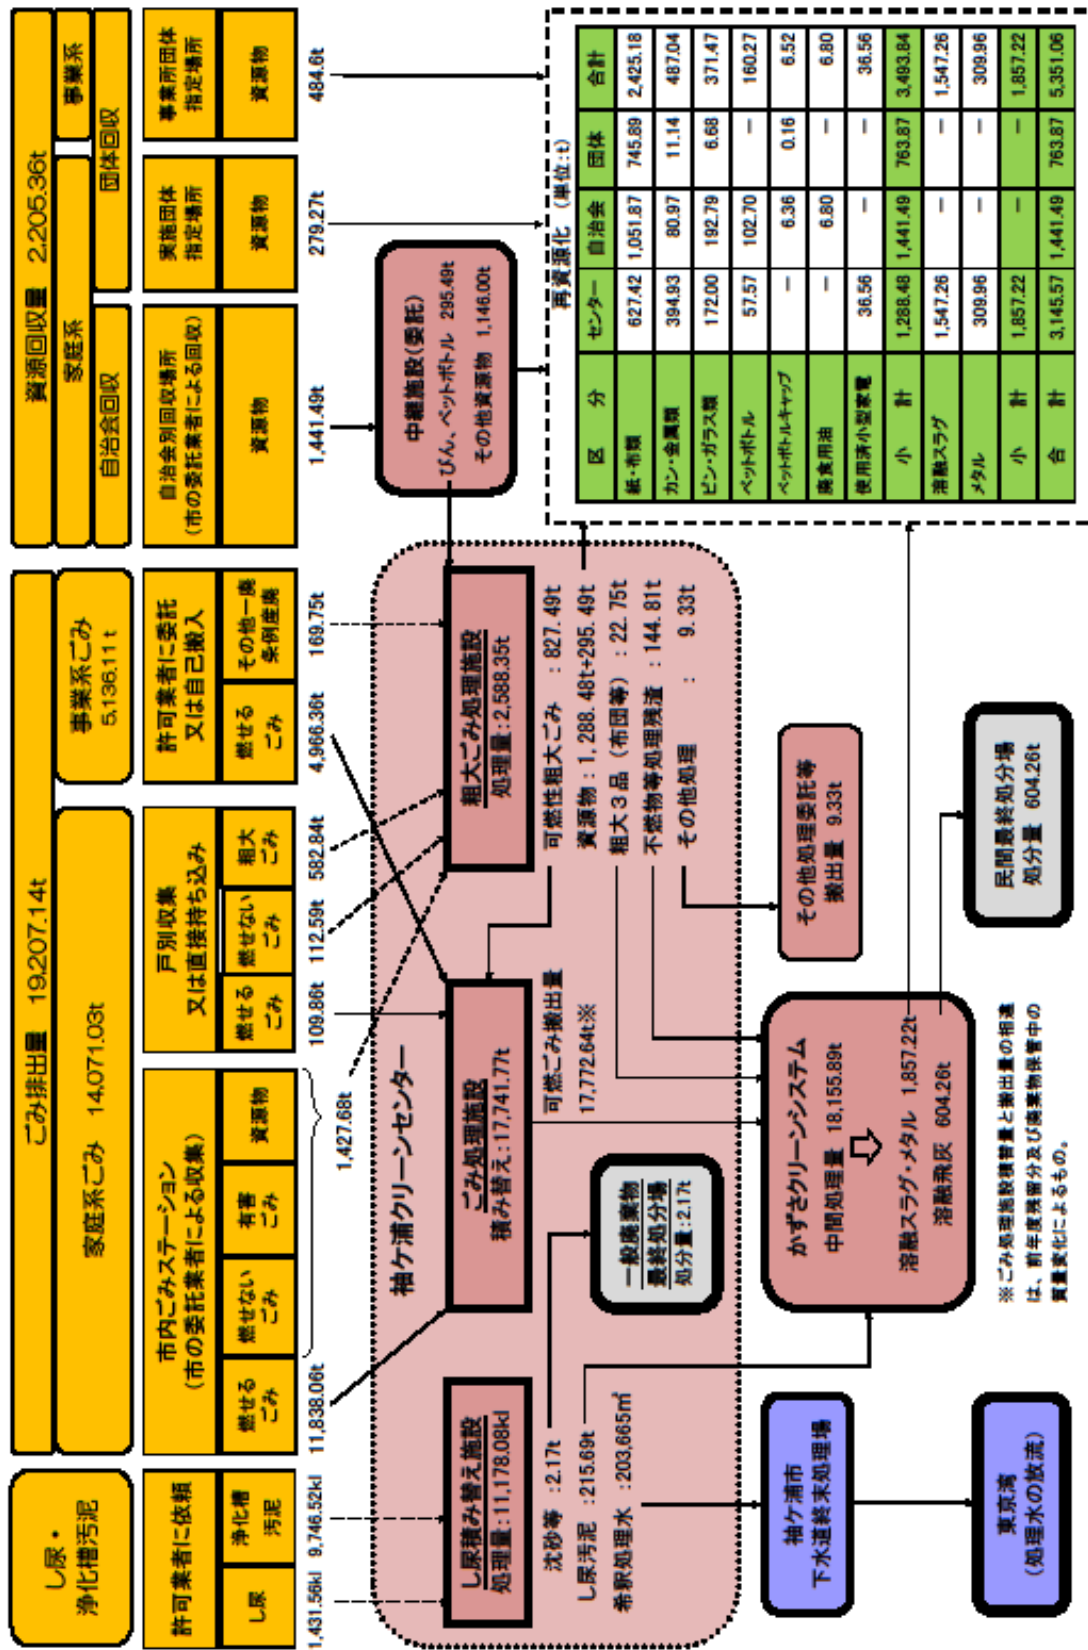 し尿・
浄化槽汚泥
ごみ排出量 19,207.14t
資源回収量 2,205.36t
家庭系ごみ 14,071.03t
事業系ごみ
5,136.11t
家庭系
事業系
自治会回収
団体回収
許可業者に依頼
し尿
浄化槽
汚泥
市内ごみステーション
(市の委託業者による収集)
燃せる
ごみ
燃せない
ごみ
有害
ごみ
資源物
戸別収集
又は直接持ち込み
燃せる
ごみ
燃せない
ごみ
粗大
ごみ
許可業者に委託
又は自己搬入
燃せる
ごみ
その他一廃
条例産廃
自治会別回収場所
(市の委託業者による回収)
資源物
実施団体
指定場所
資源物
事業所団体
指定場所
資源物
1,431.56kl 9,746.52kl
11,838.06t
1,427.68t
109.86t
112.59t
582.84t
4,966.36t
169.75t
1,441.49t
279.27t
484.6t
袖ケ浦クリーンセンター
し尿積み替え施設
処理量:11,178.08kl
沈砂等 :2.17t
し尿汚泥 :215.69t
希釈処理水 :203,665㎥
ごみ処理施設
積み替え:17,741.77t
可燃ごみ搬出量
17,772.64t※
粗大ごみ処理施設
処理量:2,588.35t
可燃性粗大ごみ :827.49t
資源物:1,288.48t+295.49t
粗大3品(布団等) :22.75t
不燃物等処理残渣 :144.81t
その他処理 : 9.33t
中継施設(委託)
びん、ペットボトル 295.49t
その他資源物 1,146.00t
一般廃棄物
最終処分場
処分量:2.17t
袖ケ浦市
下水道終末処理場
東京湾
(処理水の放流)
かずさクリーンシステム
中間処理量 18,155.89t
溶融スラグ・メタル 1,857.22t
溶融飛灰 604.26t
その他処理委託等
搬出量 9.33t
民間最終処分場
処分量 604.26t
※ごみ処理施設積替量と搬出量の相違
は、前年度残留分及び廃棄物保管中の
質量変化によるもの。
再資源化 (単位:t)
区 分 センター 自治会 団体 合計
紙・布類 627.42 1,051.87 745.89 2,425.18
カン・金属類 394.93 80.97 11.14 487.04
ビン・ガラス類 172.00 192.79 6.68 371.47
ペットボトル 57.57 102.70 － 160.27
ペットボトルキャップ － 6.36 0.16 6.52
廃食用油 － 6.80 － 6.80
使用済小型家電 36.56 － － 36.56
小 計 1,288.48 1,441.49 763.87 3,493.84
溶融スラグ 1,547.26 － － 1,547.26
メタル 309.96 － － 309.96
小 計 1,857.22 － － 1,857.22
合 計 3,145.57 1,441.49 763.87 5,351.06